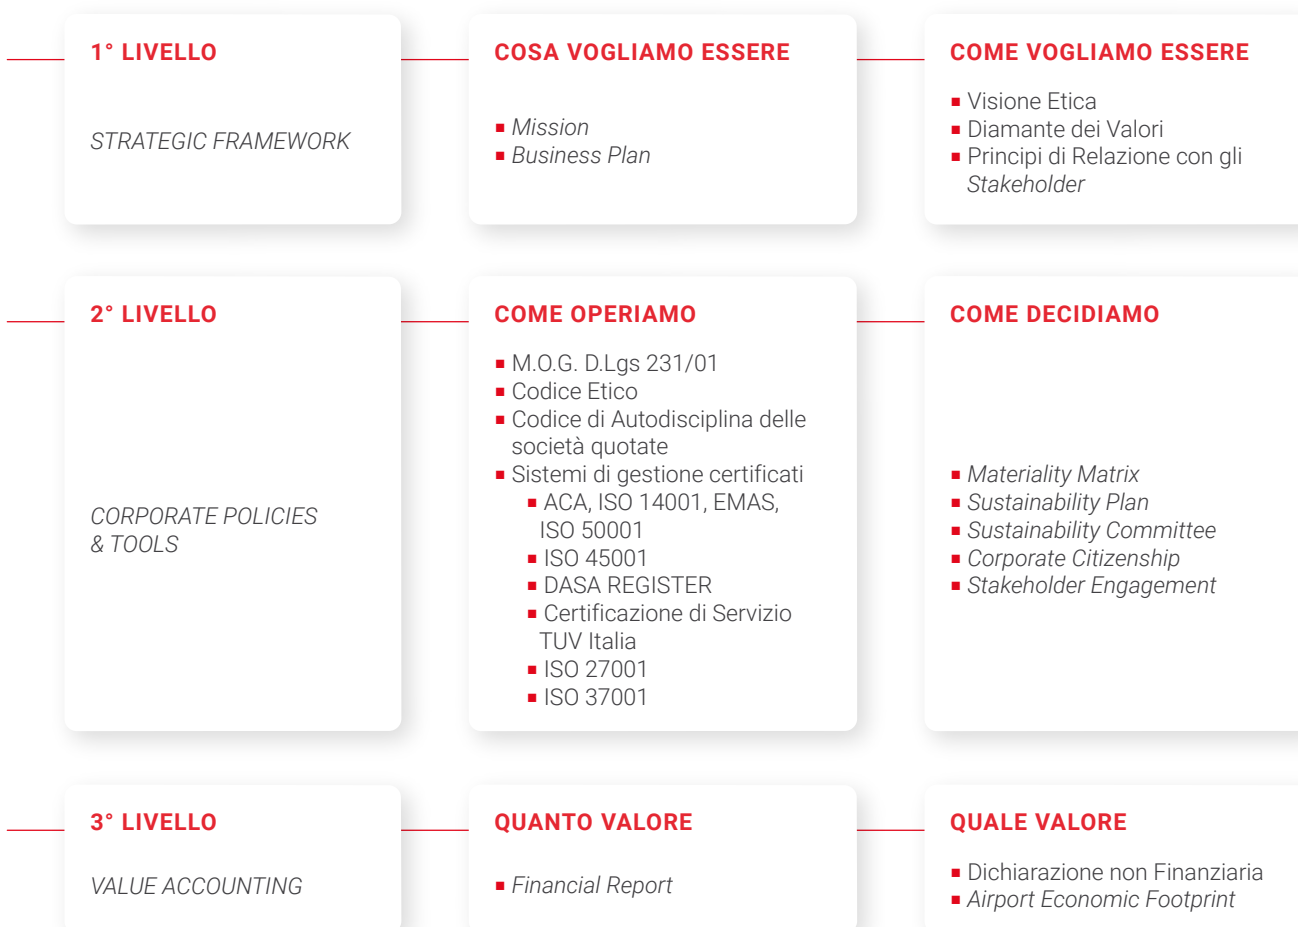 1° LIVELLO
STRATEGIC FRAMEWORK
COSA VOGLIAMO ESSERE
■ Mission
■ Business Plan
COME VOGLIAMO ESSERE
■ Visione Etica
■ Diamante dei Valori
■ Principi di Relazione con gli
Stakeholder
2° LIVELLO
CORPORATE POLICIES
& TOOLS
COME OPERIAMO
■ M.O.G. D.Lgs 231/01
■ Codice Etico
■ Codice di Autodisciplina delle
società quotate
■ Sistemi di gestione certificati
■ ACA, ISO 14001, EMAS,
ISO 50001
■ ISO 45001
■ DASA REGISTER
■ Certificazione di Servizio
TUV Italia
■ ISO 27001
■ ISO 37001
COME DECIDIAMO
■ Materiality Matrix
■ Sustainability Plan
■ Sustainability Committee
■ Corporate Citizenship
■ Stakeholder Engagement
3° LIVELLO
VALUE ACCOUNTING
QUANTO VALORE
■ Financial Report
QUALE VALORE
■ Dichiarazione non Finanziaria
■ Airport Economic Footprint